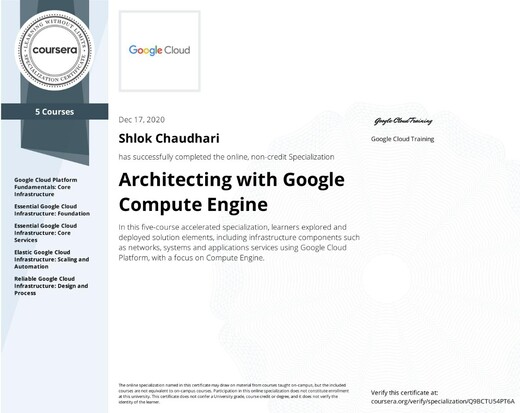 LEARNING WITHOUT LIMITS
coursera
SPECIALIZATION CERTIFICATE
5 Courses
Google Cloud Platform
Fundamentals: Core
Infrastructure
Essential Google Cloud
Infrastructure: Foundation
Essential Google Cloud
Infrastructure: Core
Services
Elastic Google Cloud
Infrastructure: Scaling and
Automation
Reliable Google Cloud
Infrastructure: Design and
Process
Google Cloud
Dec 17, 2020
Shlok Chaudhari
has successfully completed the online, non-credit Specialization
Architecting with Google
Compute Engine
In this five-course accelerated specialization, learners explored and
deployed solution elements, including infrastructure components such
as networks, systems and applications services using Google Cloud
Platform, with a focus on Compute Engine.
Google Cloud Training
Google Cloud Training
The online specialization named in this certificate may draw on material from courses taught on-campus, but the included
courses are not equivalent to on-campus courses. Participation in this online specialization does not constitute enrollment
at this university. This certificate does not confer a University grade, course credit or degree, and it does not verify the
identity of the learner.
Verify this certificate at:
coursera.org/verify/specialization/Q9BCTU54PT6A